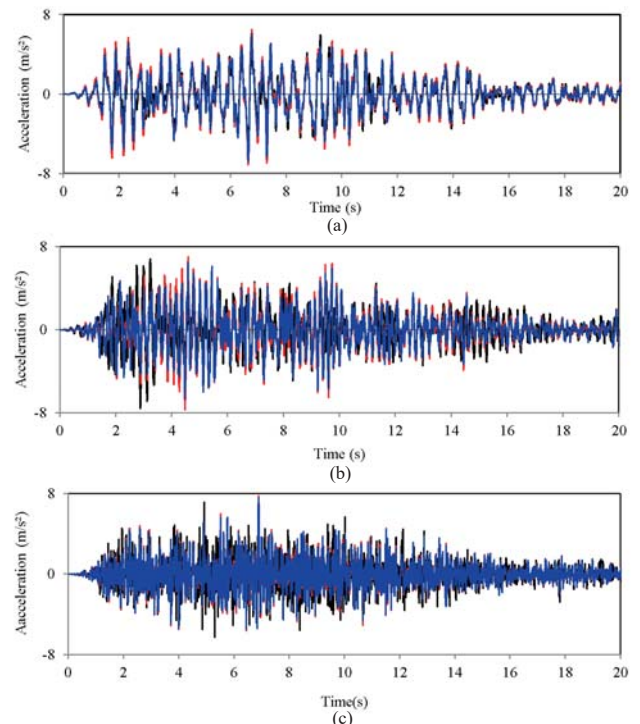 8
Acceleration (m/s²)
0
-8
0 2 4 6 8 10 12 14 16 18 20
Time (s)
(a)
8
Acceleration (m/s²)
0
-8
0 2 4 6 8 10 12 14 16 18 20
Time (s)
(b)
8
Aacceleration (m/s²)
0
-8
0 2 4 6 8 10 12 14 16 18 20
Time(s)
(c)